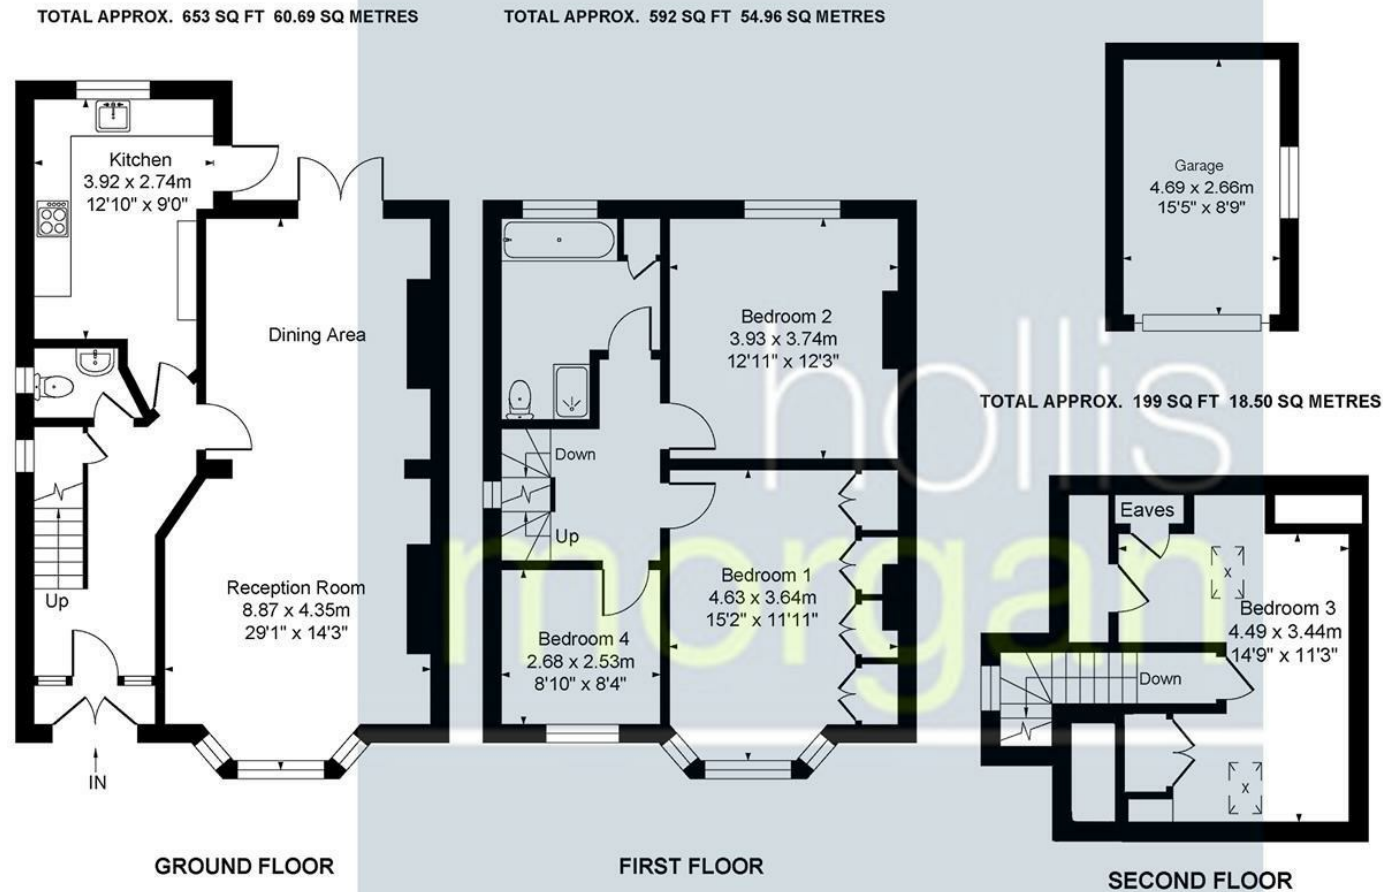 TOTAL APPROX. 653 SQ FT 60.69 SQ METRES
TOTAL APPROX. 592 SQ FT 54.96 SQ METRES
Kitchen
3.92 x 2.74m
12'10" x 9'0"
Dining Area
Up
Reception Room
8.87 x 4.35m
29'1" x 14'3"
IN
GROUND FLOOR
Bedroom 2
3.93 x 3.74m
12'11" x 12'3"
Down
Up
Bedroom 1
4.63 x 3.64m
15'2" x 11'11"
Bedroom 4
2.68 x 2.53m
8'10" x 8'4"
FIRST FLOOR
Garage
4.69 x 2.66m
15'5" x 8'9"
TOTAL APPROX. 199 SQ FT 18.50 SQ METRES
Eaves
x
Bedroom 3
4.49 x 3.44m
14'9" x 11'3"
Down
x
SECOND FLOOR
hollis
morgan